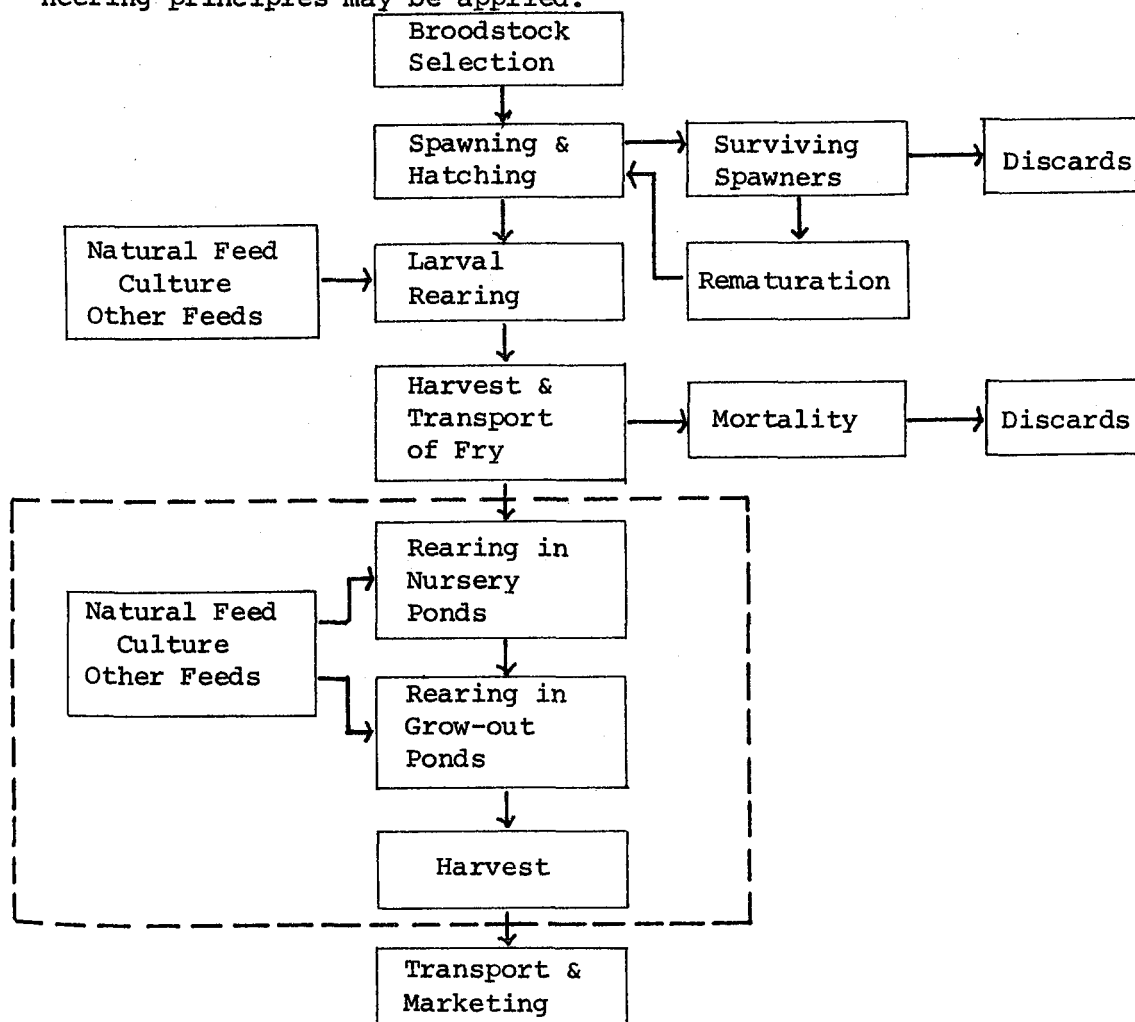 neering principles may be applied.
Broodstock
Selection
Spawning &
Hatching
Surviving
Spawners
Discards
Natural Feed
Culture
Other Feeds
Larval
Rearing
Rematuration
Harvest &
Transport
of Fry
Mortality
Discards
Rearing in
Nursery
Ponds
Natural Feed
Culture
Other Feeds
Rearing in
Grow-out
Ponds
Harvest
Transport &
Marketing